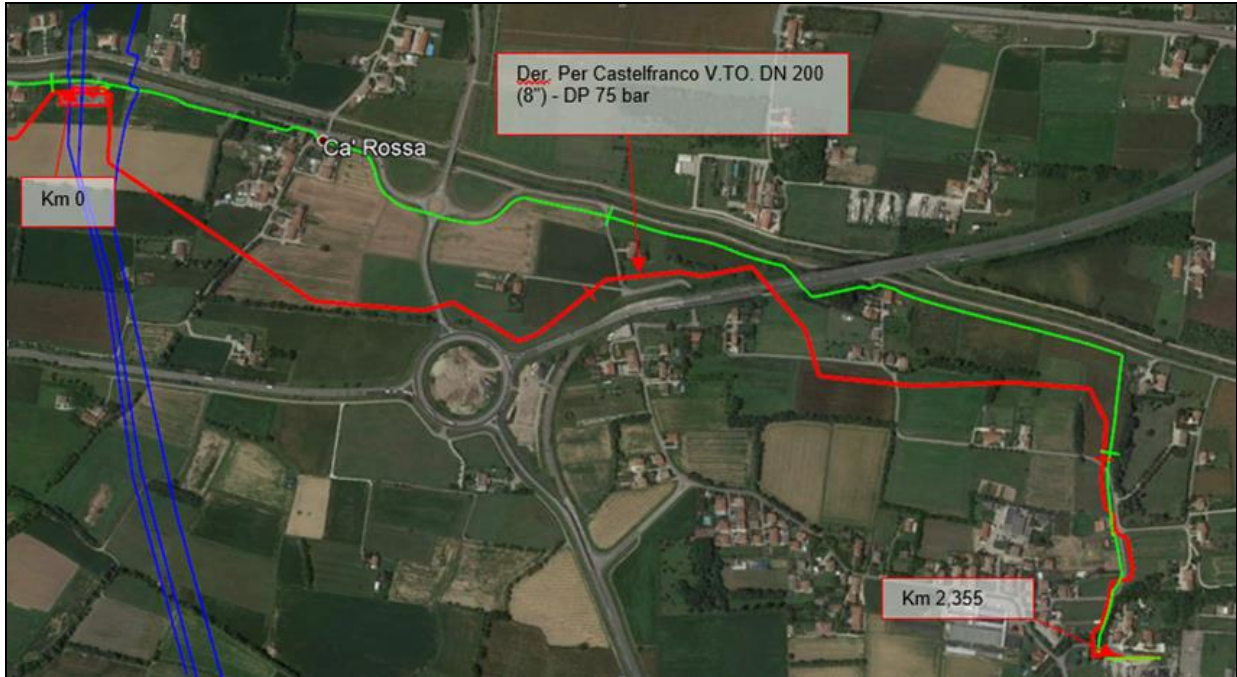 Der. Per Castelfranco V.TO. DN 200
(8") - DP 75 bar
Ca' Rossa
Km 0
Km 2,355